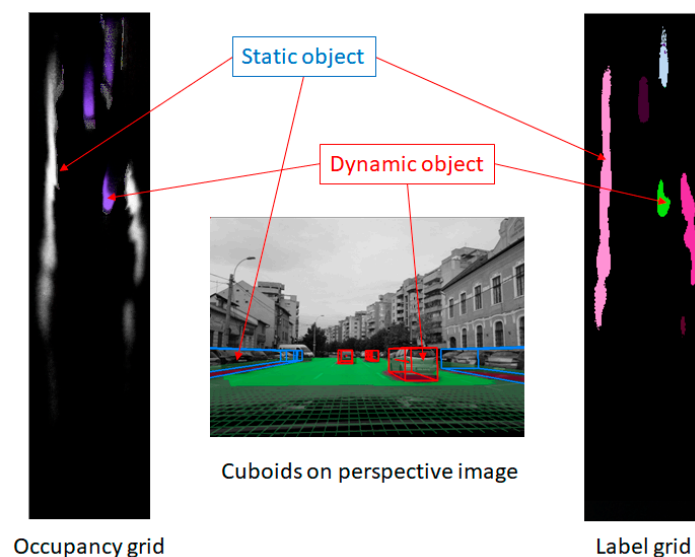 Static object
Dynamic object
Cuboids on perspective image
Occupancy grid
Label grid